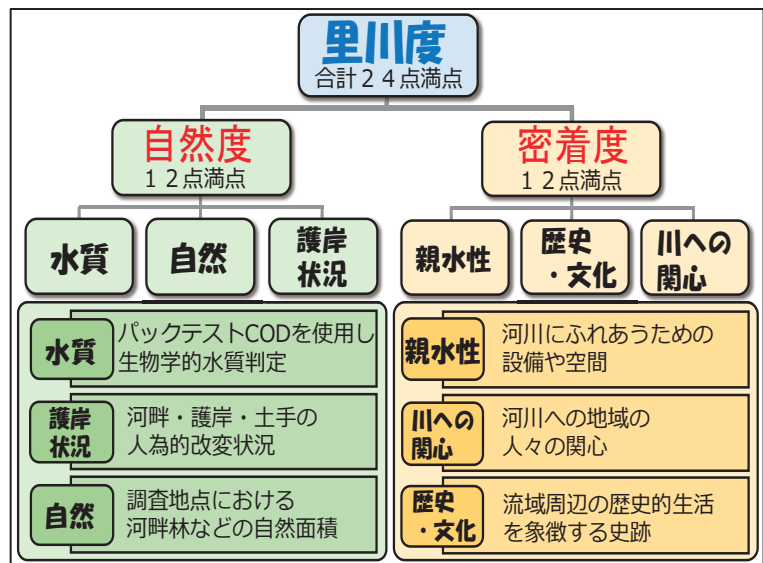 里川度
合計２４点満点
自然度
１２点満点
密着度
１２点満点
水質
自然
護岸
状況
親水性
歴史
・文化
川への
関心
水質
パックテストCODを使用し
生物学的水質判定
護岸
状況
河畔・護岸・土手の
人為的改変状況
自然
調査地点における
河畔林などの自然面積
親水性
河川にふれあうための
設備や空間
川への
関心
河川への地域の
人々の関心
歴史
・文化
流域周辺の歴史的生活
を象徴する史跡